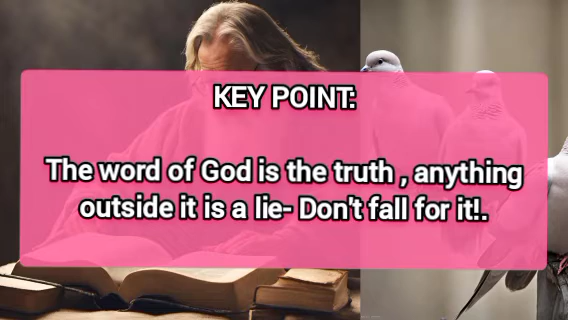 KEY POINT:
The word of God is the truth , anything
outside it is a lie- Don't fall for it!.